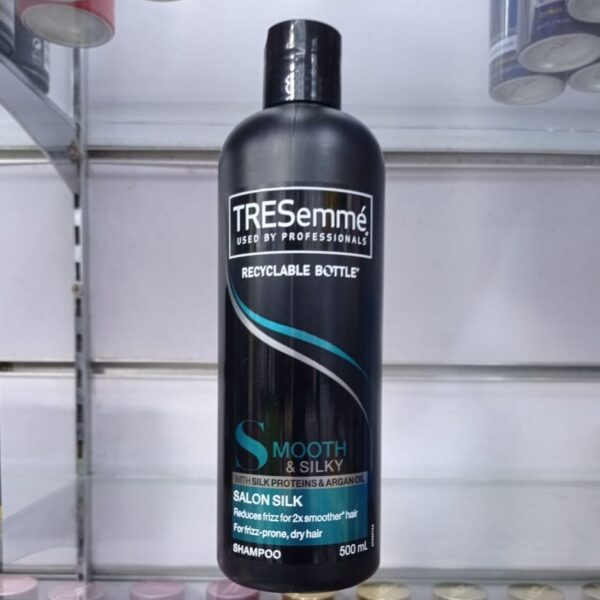 TRESemmé
USED BY PROFESSIONALS
RECYCLABLE BOTTLE*
SMOOTH
& SILKY
WITH SILK PROTEINS & ARGAN OIL
SALON SILK
Reduces frizz for 2x smoother* hair
For frizz-prone, dry hair
SHAMPOO 500 mL